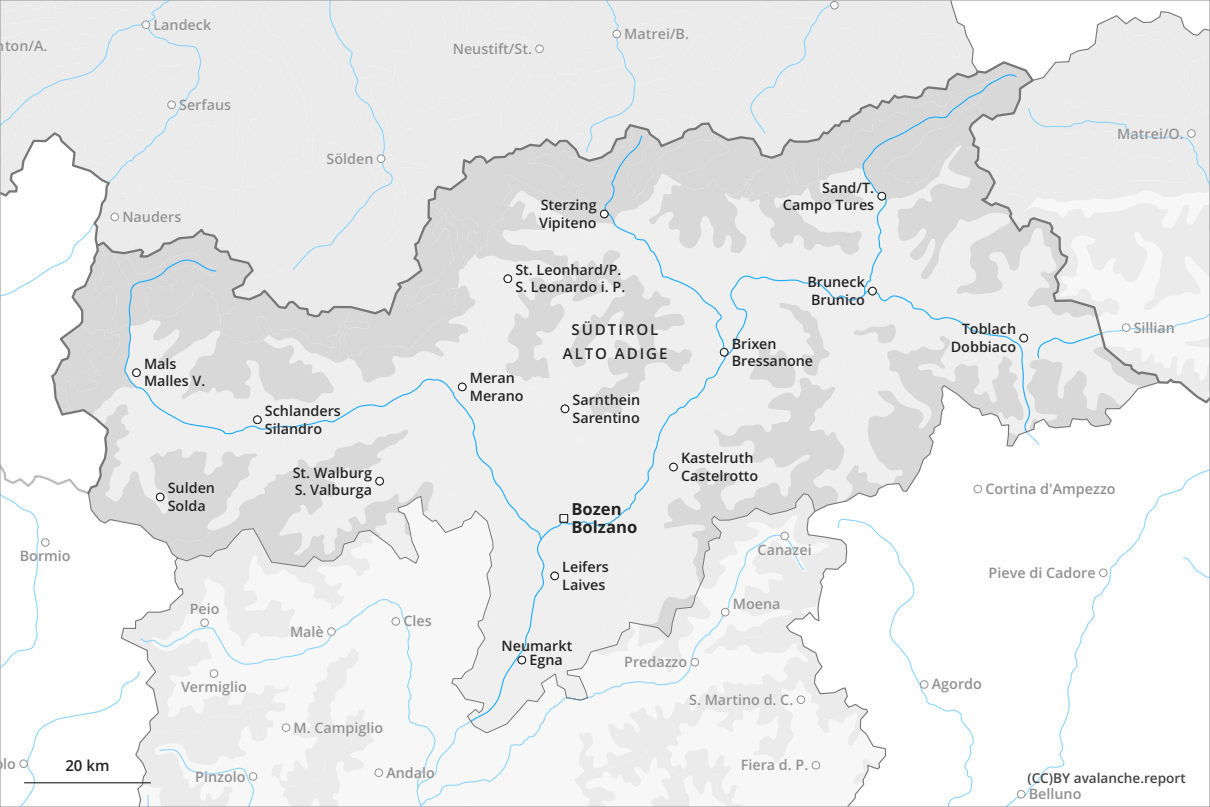 Landeck
Matrei/B.
Neustift/St.
nton/A.
Serfaus
Matrei/O.
Sölden
Sand/T.
Campo Tures
Sterzing
Vipiteno
Nauders
St. Leonhard/P.
S. Leonardo i. P.
Bruneck
Brunico
SÜDTIROL
ALTO ADIGE
Toblach
Dobbiaco
Sillian
Brixen
Bressanone
Mals
Malles V.
Meran
Merano
Sarnthein
Sarentino
Schlanders
Silandro
Kastelruth
Castelrotto
St. Walburg
S. Valburga
Sulden
Solda
Cortina d'Ampezzo
Bozen
Bolzano
Bormio
Canazei
Leifers
Laives
Pieve di Cadore
Peio
Moena
Malè
Cles
Neumarkt
Egna
Predazzo
Vermiglio
Agordo
S. Martino d. C.
M. Campiglio
olo
20 km
Pinzolo
Andalo
Fiera d. P.
(CC)BY avalanche.report
Belluno